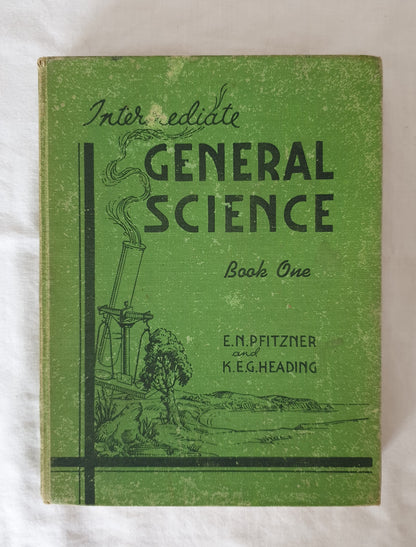 Intermediate
GENERAL
SCIENCE
Book One
E.N.PFITZNER
and
K.E.G.HEADING